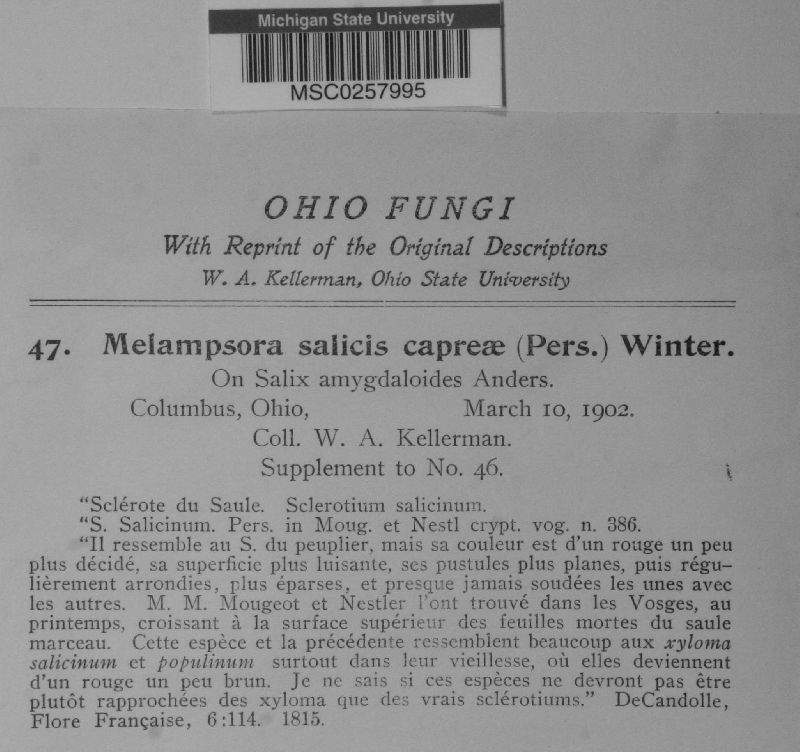 Michigan State University
MSC0257995
OHIO FUNGI
With Reprint of the Original Descriptions
W. A. Kellerman, Ohio State University
47. Melampsora salicis capreæ (Pers.) Winter.
On Salix amygdaloides Anders.
Columbus, Ohio, March 10, 1902.
Coll. W. A. Kellerman.
Supplement to No. 46.
“Sclérote du Saule. Sclerotium salicinum.
“S. Salicinum. Pers. in Moug. et Nestl crypt. vog. n. 386.
“Il ressemble au S. du peuplier, mais sa couleur est d’un rouge un peu
plus décidé, sa superficie plus luisante, ses pustules plus planes, puis régu-
lièrement arrondies, plus éparses, et presque jamais soudées les unes avec
les autres. M. M. Mougeot et Nestler l’ont trouvé dans les Vosges, au
printemps, croissant à la surface supérieur des feuilles mortes du saule
marceau. Cette espèce et la précédente ressemblent beaucoup aux xyloma
salicinum et populinum surtout dans leur vieillesse, où elles deviennent
d’un rouge un peu brun. Je ne sais si ces espèces ne devront pas être
plutôt rapprochées des xyloma que des vrais sclérotiums.” DeCandolle,
Flore Française, 6:114. 1815.